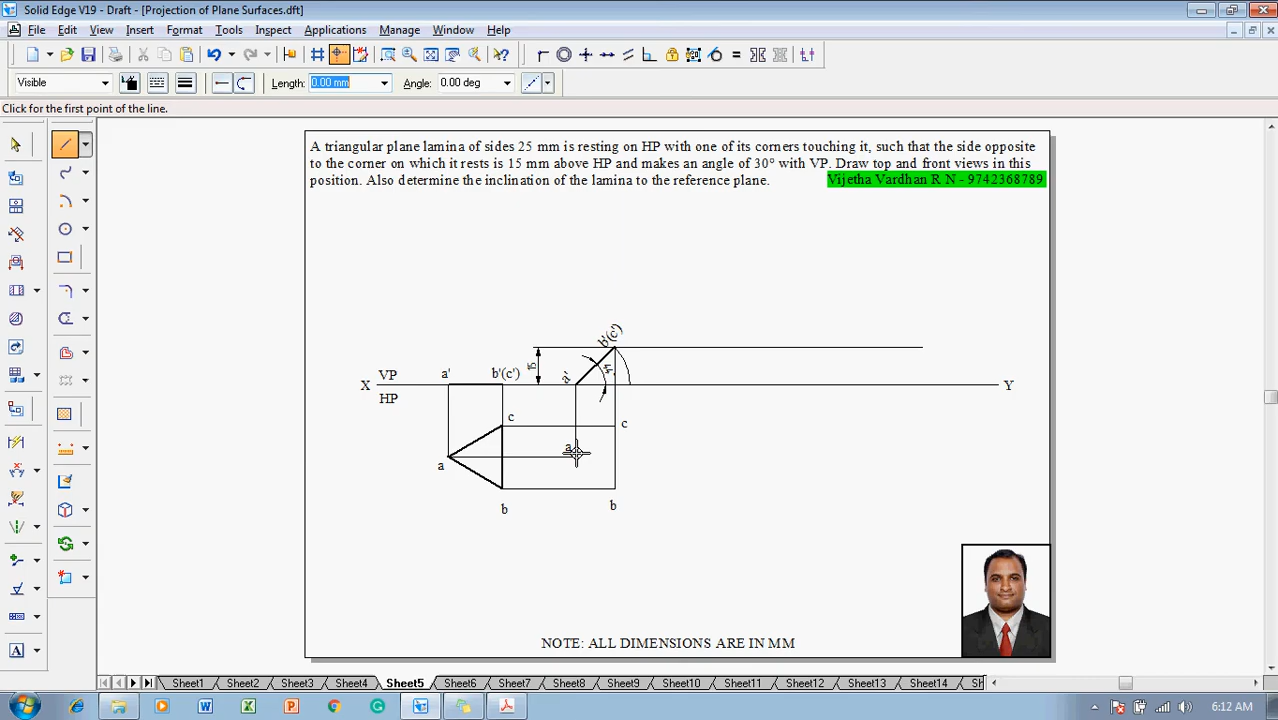 Solid Edge V19 - Draft - [Projection of Plane Surfaces.dft]
File Edit View Insert Format Tools Inspect Applications Manage Window Help
Visible Length: 0.00 mm Angle: 0.00 deg
Click for the first point of the line.
A triangular plane lamina of sides 25 mm is resting on HP with one of its corners touching it, such that the side opposite
to the corner on which it rests is 15 mm above HP and makes an angle of 30° with VP. Draw top and front views in this
position. Also determine the inclination of the lamina to the reference plane. Vijetha Vardhan R N - 9742368789
b'(c')
15
VP a' b'(c') a'
X Y
HP
c c
a
a
b b
NOTE: ALL DIMENSIONS ARE IN MM
Sheet1 Sheet2 Sheet3 Sheet4 Sheet5 Sheet6 Sheet7 Sheet8 Sheet9 Sheet10 Sheet11 Sheet12 Sheet13 Sheet14 Sl
6:12 AM